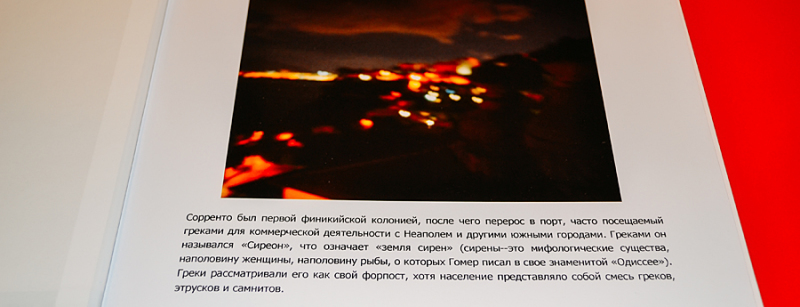 Сорренто был первой финикийской колонией, после чего перерос в порт, часто посещаемый
греками для коммерческой деятельности с Неаполем и другими южными городами. Греками он
назывался «Сиреон», что означает «земля сирен» (сирены--это мифологические существа,
наполовину женщины, наполовину рыбы, о которых Гомер писал в свое знаменитой «Одиссее»).
Греки рассматривали его как свой форпост, хотя население представляло собой смесь греков,
этрусков и самнитов.